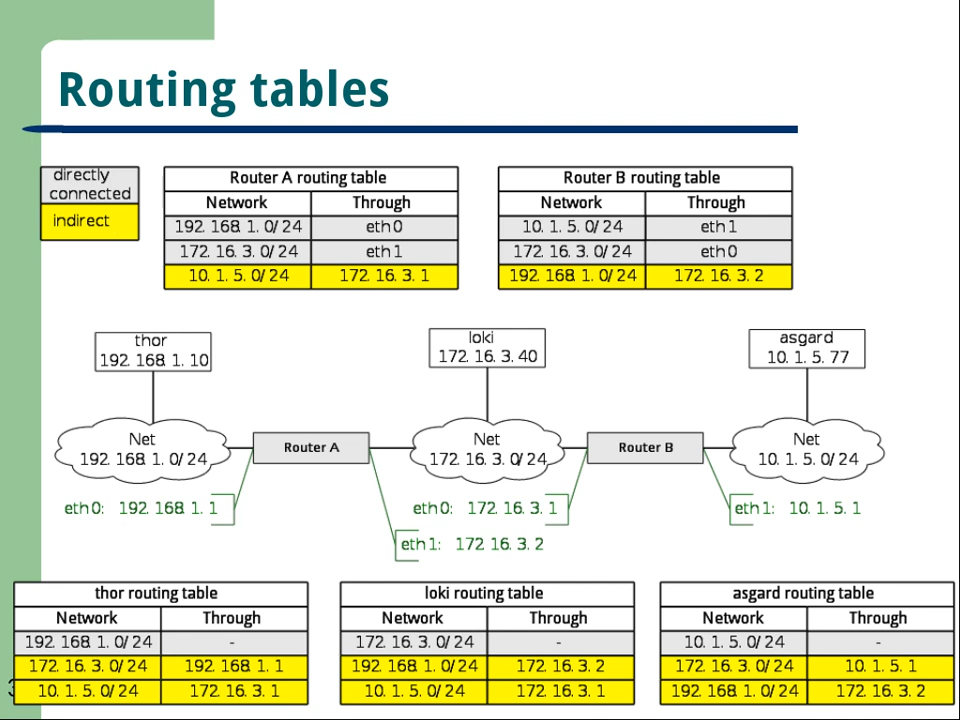 Routing tables
directly
connected
indirect
Router A routing table
Network Through
192.168.1.0/24 eth0
172.16.3.0/24 eth1
10.1.5.0/24 172.16.3.1
Router B routing table
Network Through
10.1.5.0/24 eth1
172.16.3.0/24 eth0
192.168.1.0/24 172.16.3.2
thor
192.168.1.10
loki
172.16.3.40
asgard
10.1.5.77
Net
192.168.1.0/24
Router A
Net
172.16.3.0/24
Router B
Net
10.1.5.0/24
eth0: 192.168.1.1
eth0: 172.16.3.1
eth1: 10.1.5.1
eth1: 172.16.3.2
thor routing table
Network Through
192.168.1.0/24 -
172.16.3.0/24 192.168.1.1
10.1.5.0/24 172.16.3.1
loki routing table
Network Through
172.16.3.0/24 -
192.168.1.0/24 172.16.3.2
10.1.5.0/24 172.16.3.1
asgard routing table
Network Through
10.1.5.0/24 -
172.16.3.0/24 10.1.5.1
192.168.1.0/24 172.16.3.2